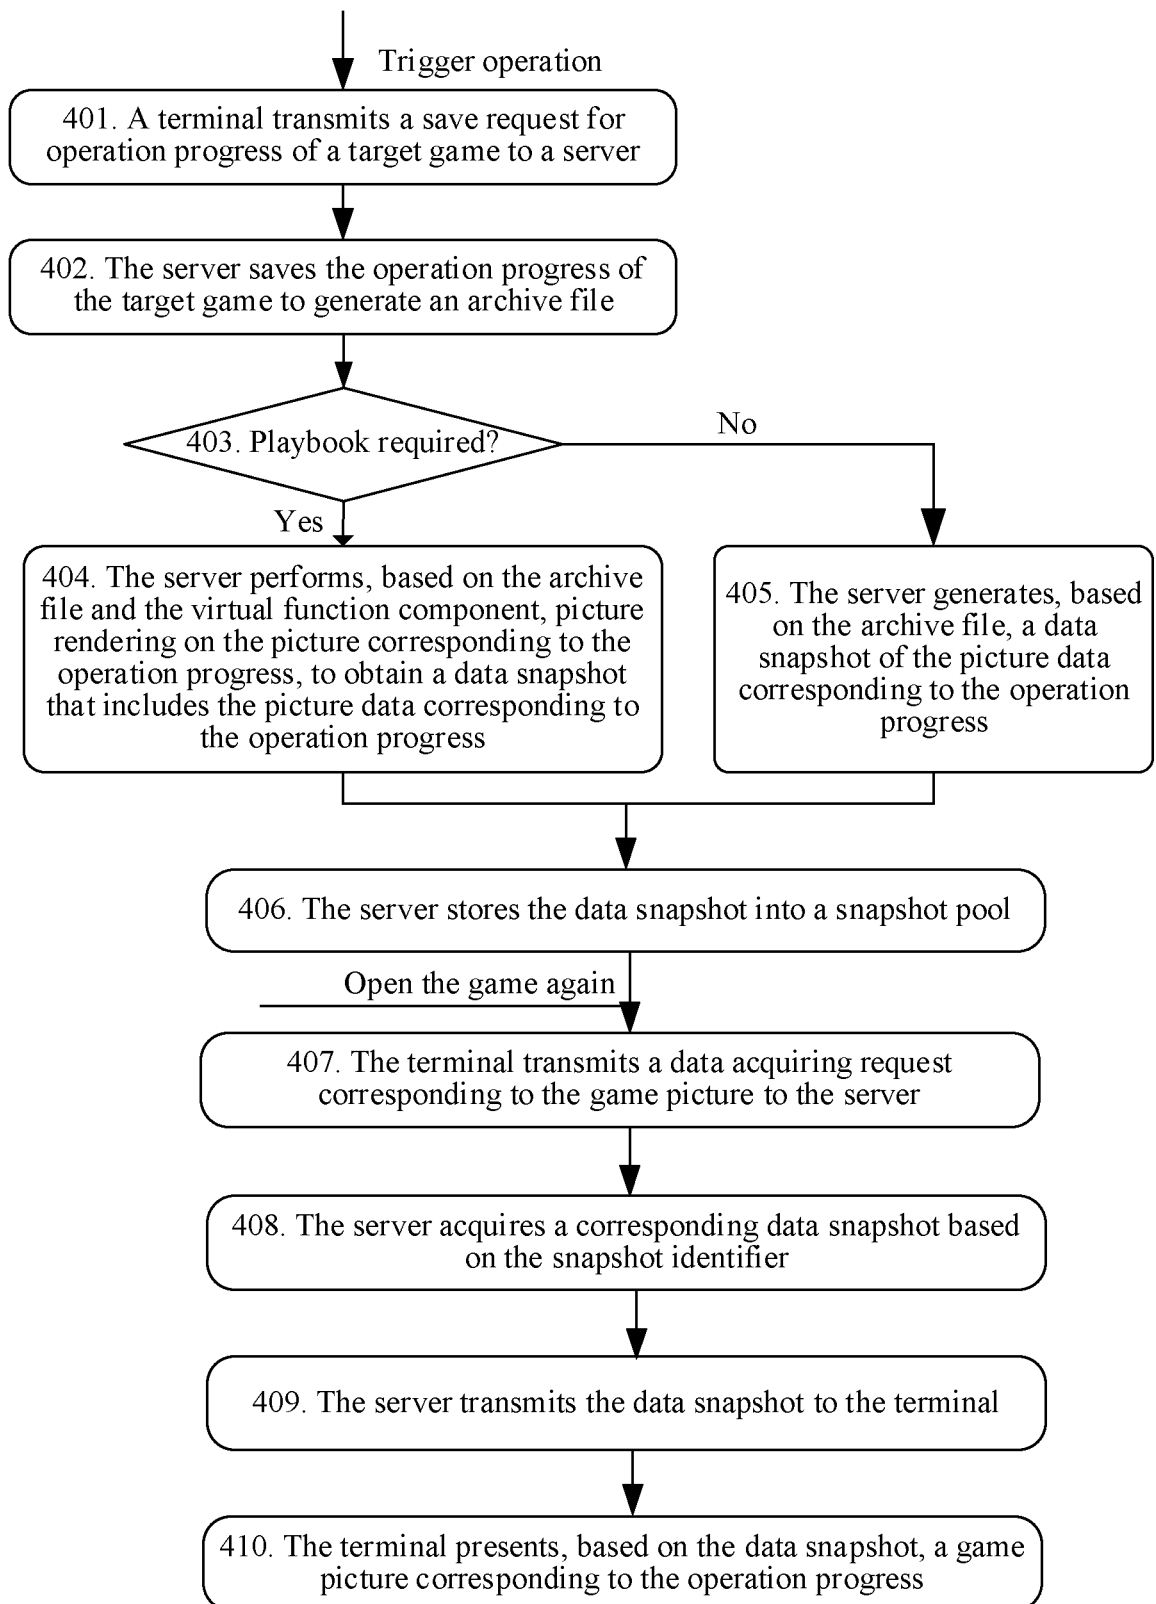 Trigger operation
401. A terminal transmits a save request for
operation progress of a target game to a server
402. The server saves the operation progress of
the target game to generate an archive file
403. Playbook required?
No
Yes
404. The server performs, based on the archive
file and the virtual function component, picture
rendering on the picture corresponding to the
operation progress, to obtain a data snapshot
that includes the picture data corresponding to
the operation progress
405. The server generates, based
on the archive file, a data
snapshot of the picture data
corresponding to the operation
progress
406. The server stores the data snapshot into a snapshot pool
Open the game again
407. The terminal transmits a data acquiring request
corresponding to the game picture to the server
408. The server acquires a corresponding data snapshot based
on the snapshot identifier
409. The server transmits the data snapshot to the terminal
410. The terminal presents, based on the data snapshot, a game
picture corresponding to the operation progress